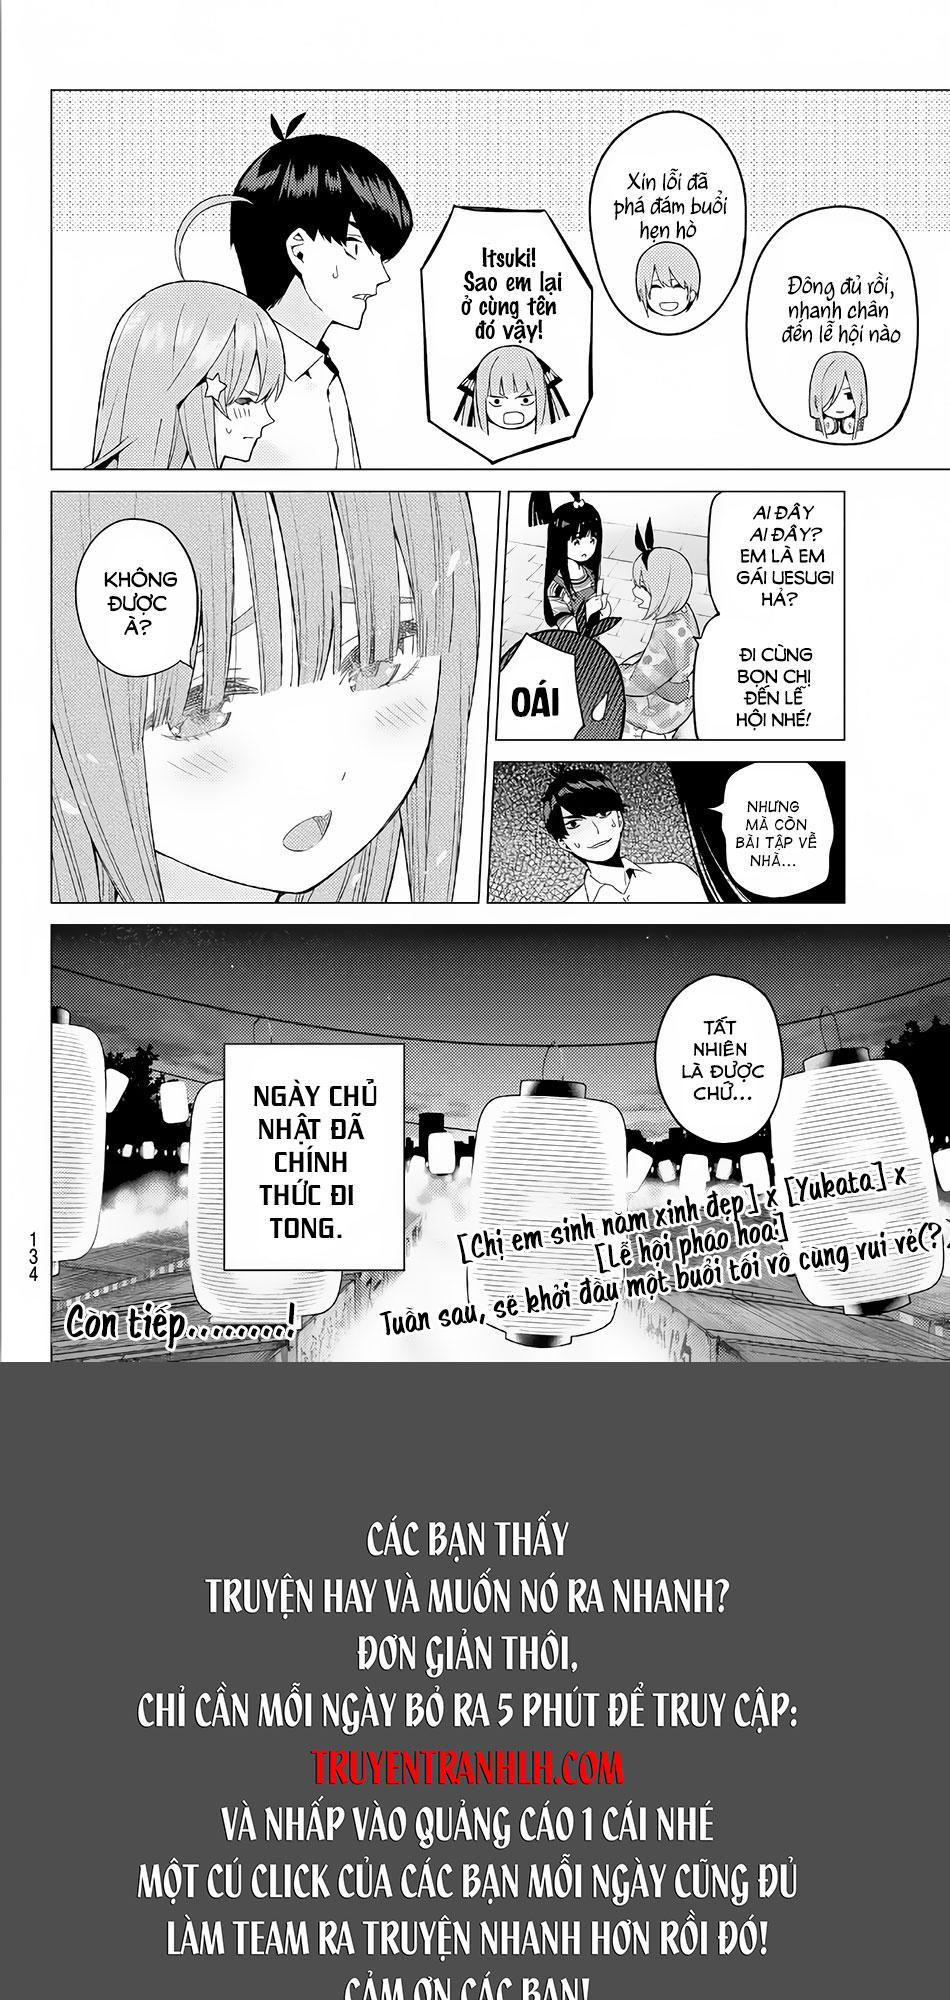 Đông đủ rồi,
nhanh chân
đến lễ hội nào
Xin lỗi đã
phá đám buổi
hẹn hò
Itsuki!
Sao em lại
ở cùng tên
đó vậy!
AI ĐÂY
AI ĐÂY?
EM LÀ EM
GÁI UESUGI
HẢ?
ĐI CÙNG
BỌN CHỊ
ĐẾN LỄ
HỘI NHÉ!
OÁI
NHƯNG
MÀ CÒN
BÀI TẬP VỀ
NHÀ...
KHÔNG
ĐƯỢC
À?
TẤT
NHIÊN
LÀ ĐƯỢC
CHỨ...
NGÀY CHỦ
NHẬT ĐÃ
CHÍNH
THỨC ĐI
TONG.
[Chị em sinh năm xinh đẹp] x [Yukata] x
[Lễ hội pháo hoa]
Tuần sau, sẽ khởi đầu một buổi tối vô cùng vui vẻ(?)
Còn tiếp.........!
134
CÁC BẠN THẤY
TRUYỆN HAY VÀ MUỐN NÓ RA NHANH?
ĐƠN GIẢN THÔI,
CHỈ CẦN MỖI NGÀY BỎ RA 5 PHÚT ĐỂ TRUY CẬP:
TRUYENTRANHLH.COM
VÀ NHẤP VÀO QUẢNG CÁO 1 CÁI NHÉ
MỘT CÚ CLICK CỦA CÁC BẠN MỖI NGÀY CŨNG ĐỦ
LÀM TEAM RA TRUYỆN NHANH HƠN RỒI ĐÓ!
CẢM ƠN CÁC BẠN!